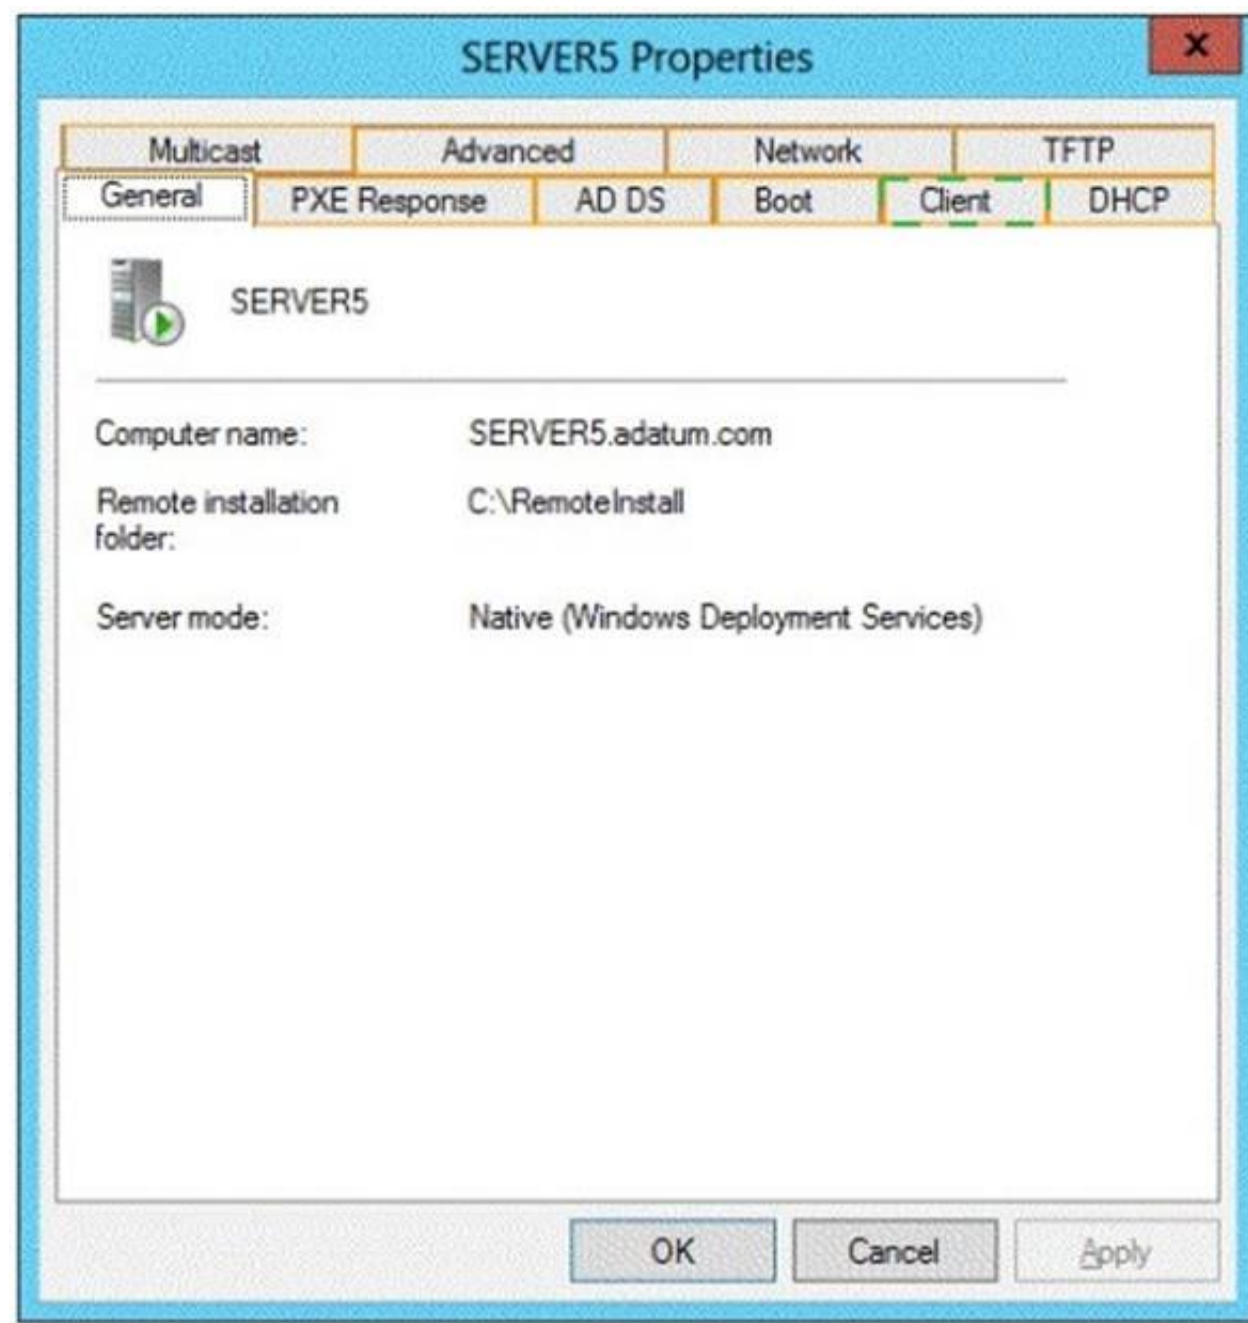 SERVER5 Properties
x
Multicast Advanced Network TFTP
General PXE Response AD DS Boot Client DHCP
SERVER5
Computer name: SERVER5.adatum.com
Remote installation C:\RemoteInstall
folder:
Server mode: Native (Windows Deployment Services)
OK Cancel Apply